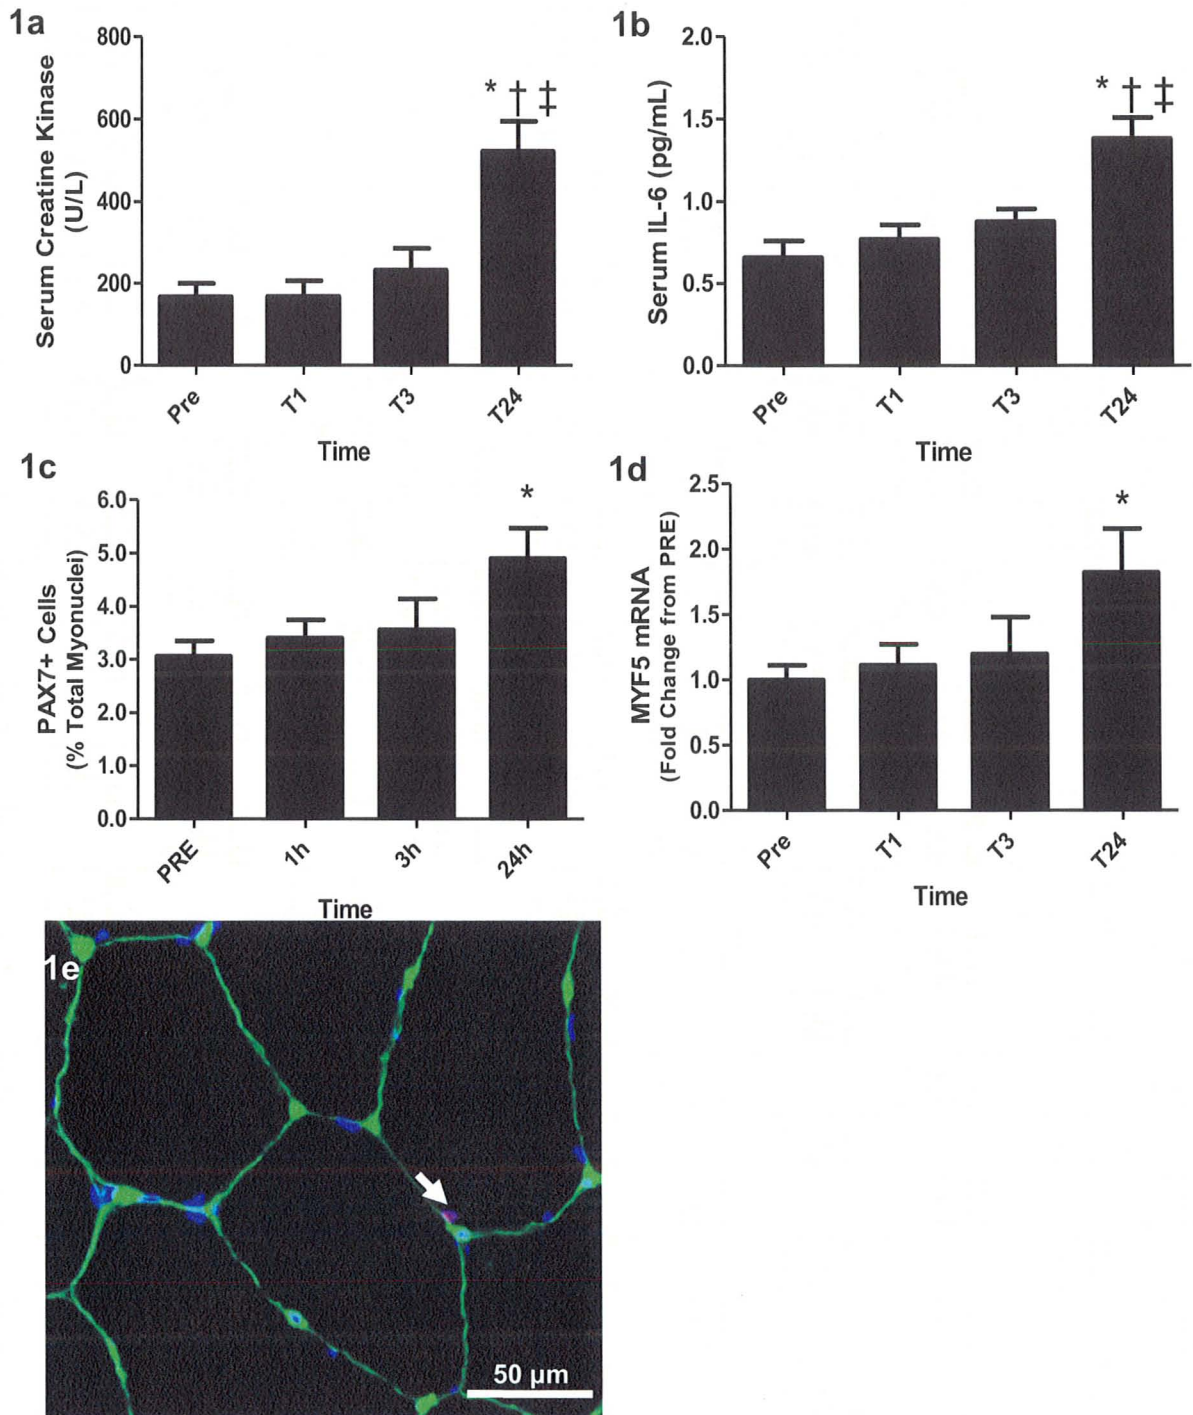 1a
Serum Creatine Kinase
(U/L)
800
600
400
200
0
* † ‡
Pre
T1
T3
T24
Time
1b
Serum IL-6 (pg/mL)
2.0
1.5
1.0
0.5
0.0
* † ‡
Pre
T1
T3
T24
Time
1c
PAX7+ Cells
(% Total Myonuclei)
6.0
5.0
4.0
3.0
2.0
1.0
0.0
*
PRE
1h
3h
24h
Time
1d
MYF5 mRNA
(Fold Change from PRE)
2.5
2.0
1.5
1.0
0.5
0.0
*
Pre
T1
T3
T24
Time
1e
50 µm